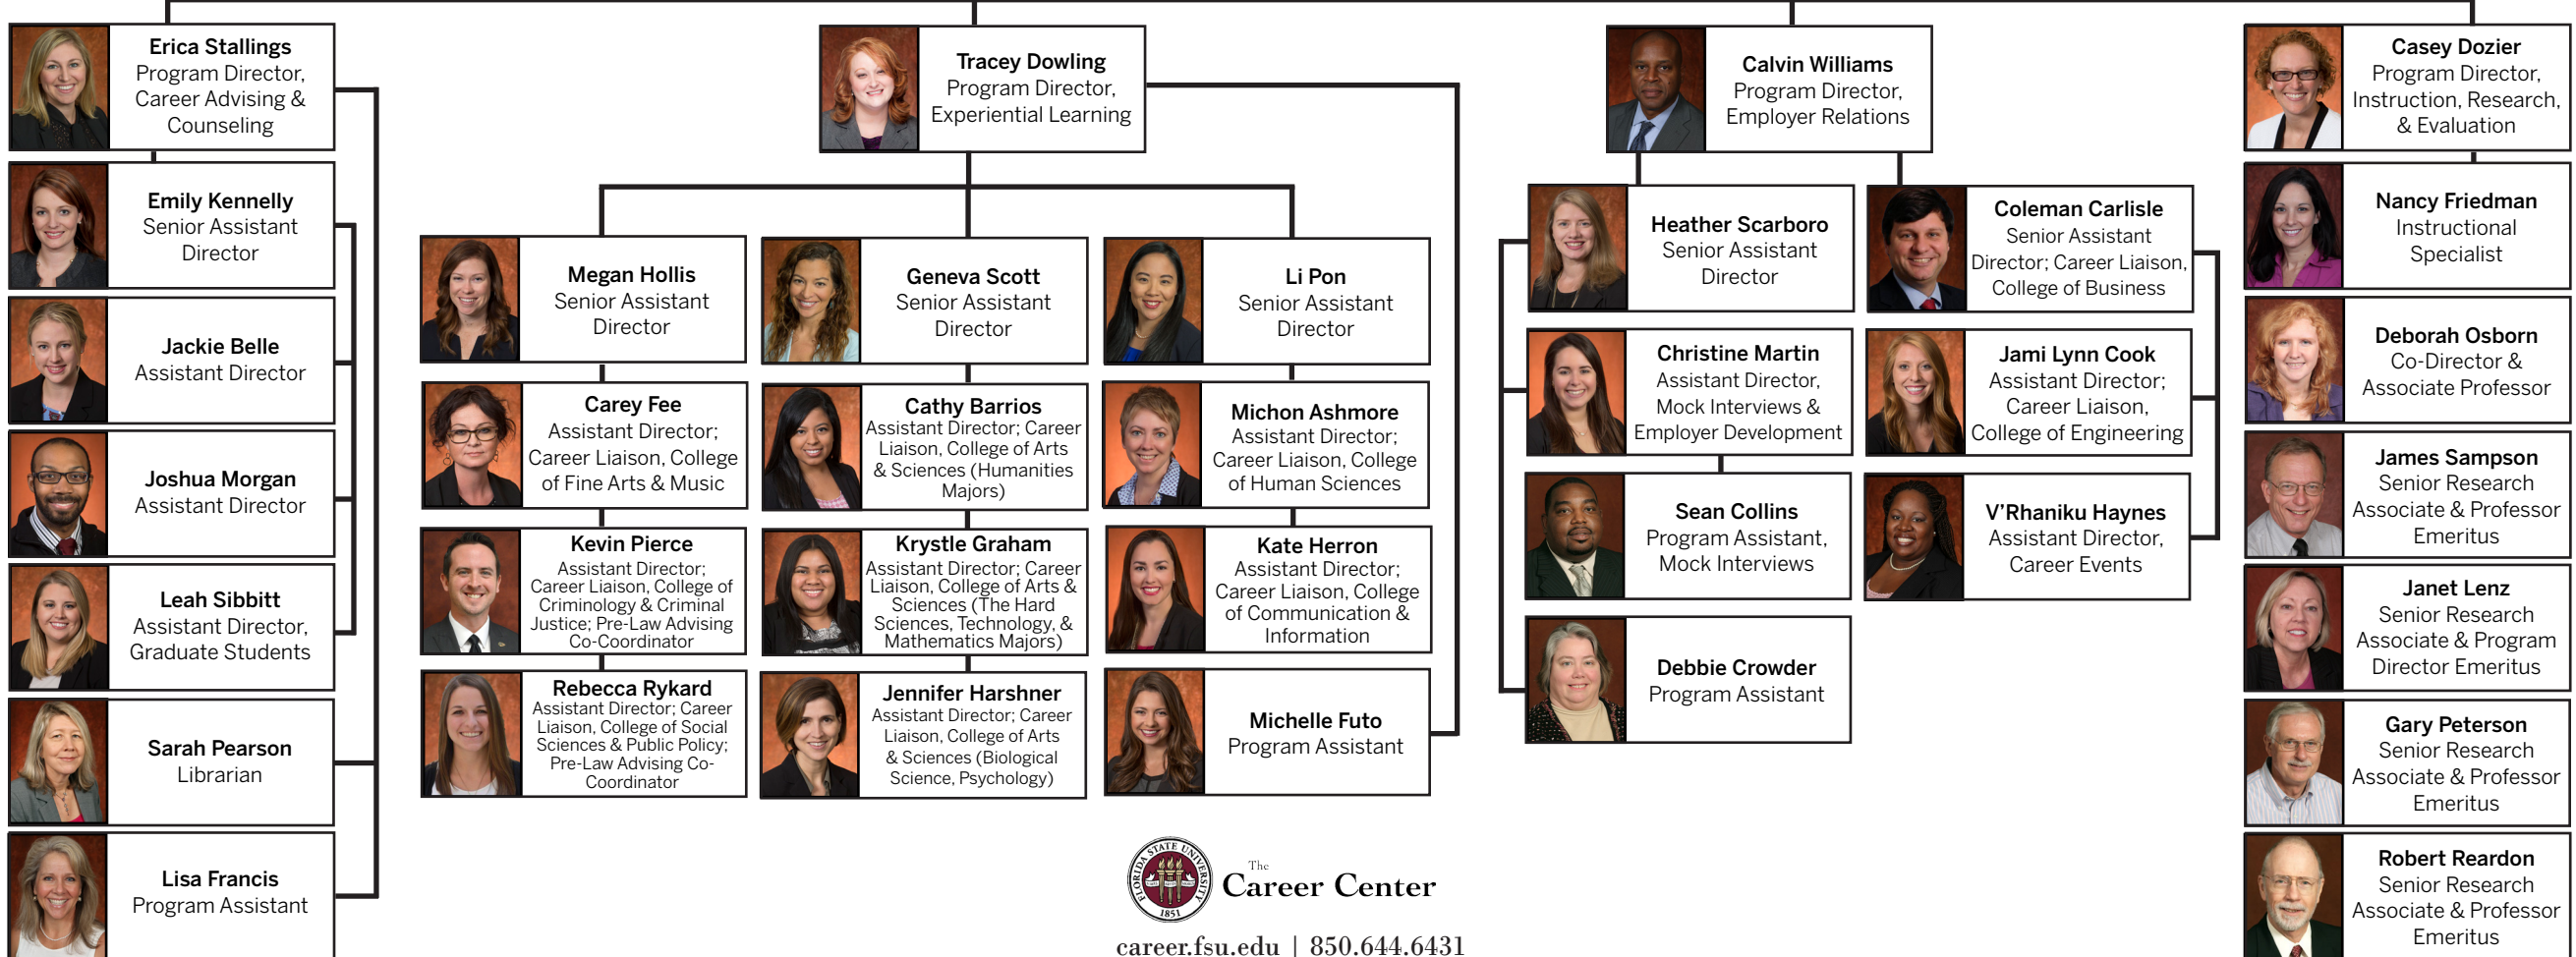 Erica Stallings
Program Director,
Career Advising &
Counseling
Emily Kennelly
Senior Assistant
Director
Jackie Belle
Assistant Director
Joshua Morgan
Assistant Director
Leah Sibbitt
Assistant Director,
Graduate Students
Sarah Pearson
Librarian
Lisa Francis
Program Assistant
Tracey Dowling
Program Director,
Experiential Learning
Megan Hollis
Senior Assistant
Director
Carey Fee
Assistant Director;
Career Liaison, College
of Fine Arts & Music
Kevin Pierce
Assistant Director;
Career Liaison, College of
Criminology & Criminal
Justice; Pre-Law Advising
Co-Coordinator
Rebecca Rykard
Assistant Director; Career
Liaison, College of Social
Sciences & Public Policy;
Pre-Law Advising Co-
Coordinator
Geneva Scott
Senior Assistant
Director
Cathy Barrios
Assistant Director; Career
Liaison, College of Arts
& Sciences (Humanities
Majors)
Krystle Graham
Assistant Director; Career
Liaison, College of Arts &
Sciences (The Hard
Sciences, Technology, &
Mathematics Majors)
Jennifer Harshner
Assistant Director; Career
Liaison, College of Arts
& Sciences (Biological
Science, Psychology)
Li Pon
Senior Assistant
Director
Michon Ashmore
Assistant Director;
Career Liaison, College
of Human Sciences
Kate Herron
Assistant Director;
Career Liaison, College
of Communication &
Information
Michelle Futo
Program Assistant
Calvin Williams
Program Director,
Employer Relations
Heather Scarboro
Senior Assistant
Director
Christine Martin
Assistant Director,
Mock Interviews &
Employer Development
Sean Collins
Program Assistant,
Mock Interviews
Debbie Crowder
Program Assistant
Coleman Carlisle
Senior Assistant
Director; Career Liaison,
College of Business
Jami Lynn Cook
Assistant Director;
Career Liaison,
College of Engineering
V'Rhaniku Haynes
Assistant Director,
Career Events
Casey Dozier
Program Director,
Instruction, Research,
& Evaluation
Nancy Friedman
Instructional
Specialist
Deborah Osborn
Co-Director &
Associate Professor
James Sampson
Senior Research
Associate & Professor
Emeritus
Janet Lenz
Senior Research
Associate & Program
Director Emeritus
Gary Peterson
Senior Research
Associate & Professor
Emeritus
Robert Reardon
Senior Research
Associate & Professor
Emeritus
FLORIDA STATE UNIVERSITY
1851
The
Career Center
career.fsu.edu | 850.644.6431